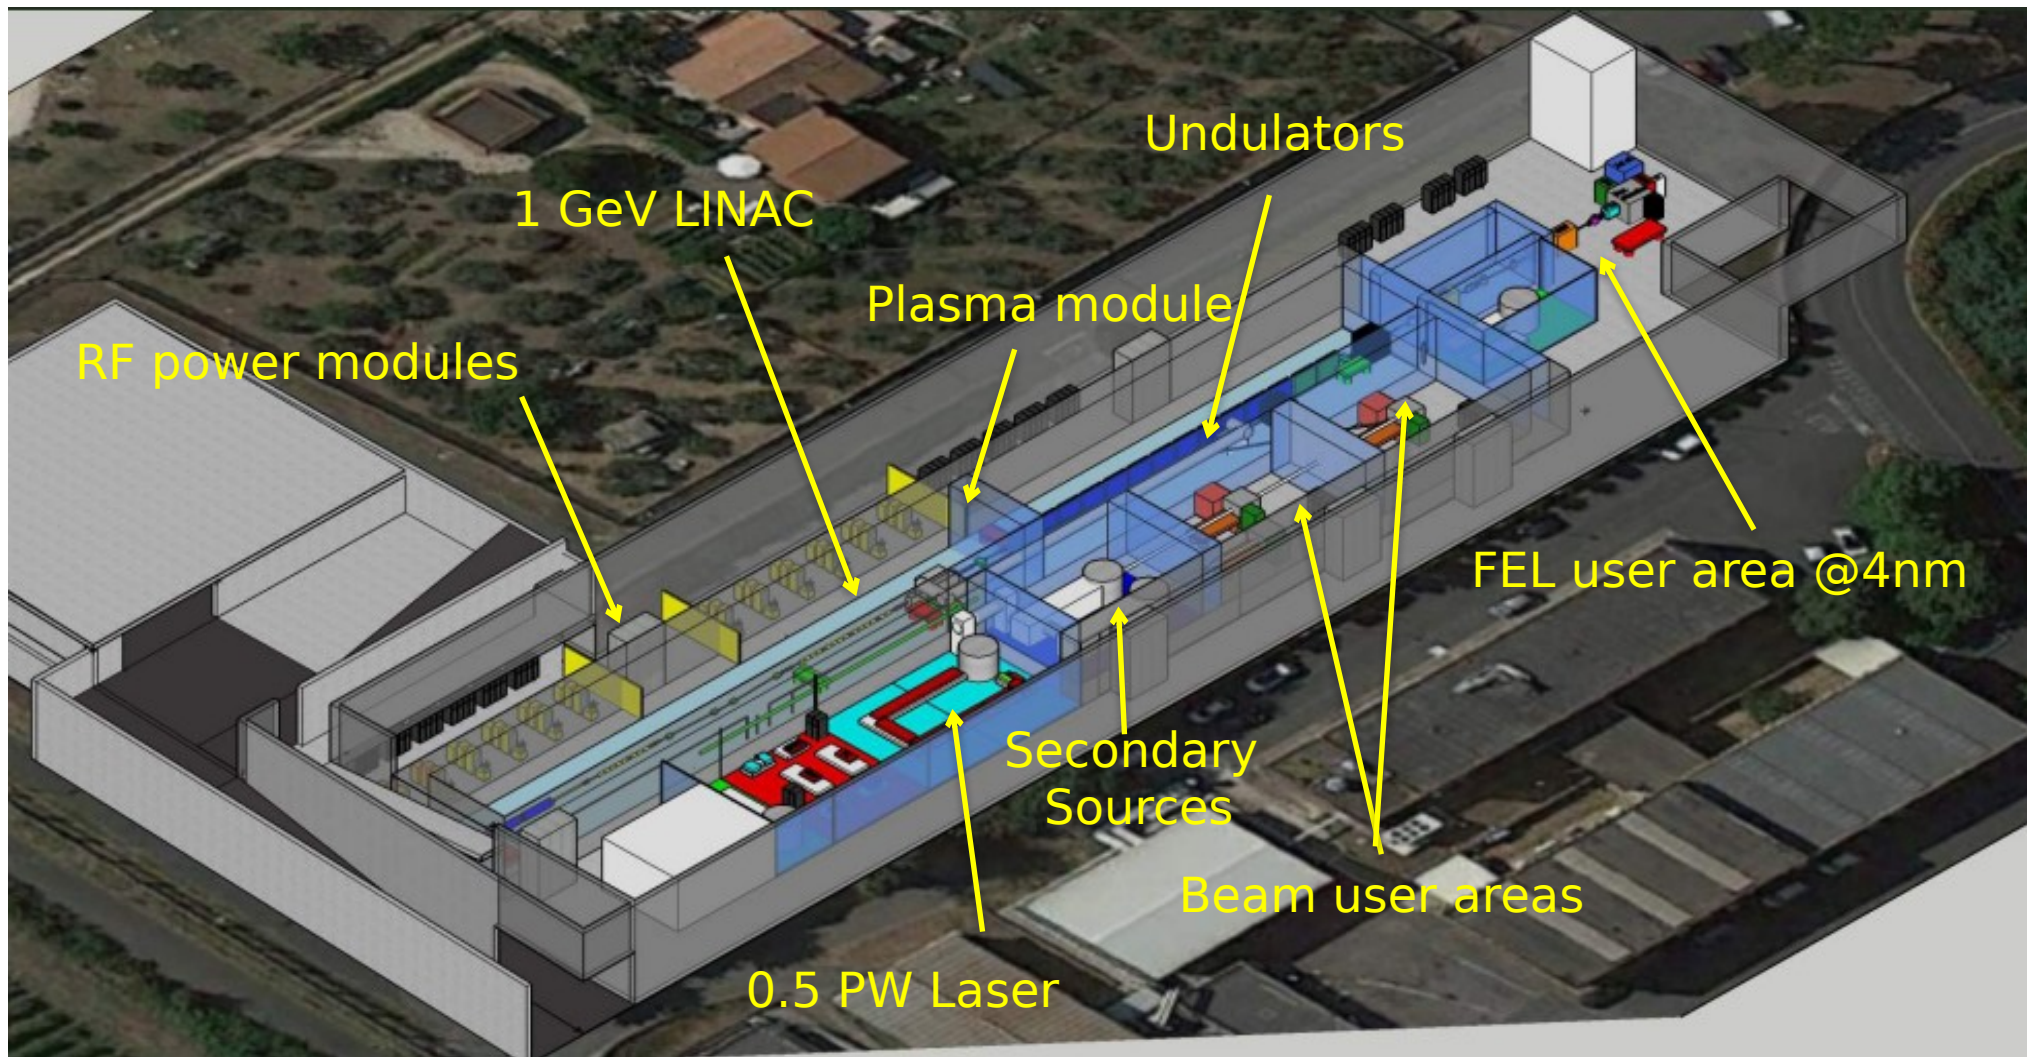 Undulators
1 GeV LINAC
Plasma module
RF power modules
FEL user area @4nm
Secondary
Sources
Beam user areas
0.5 PW Laser